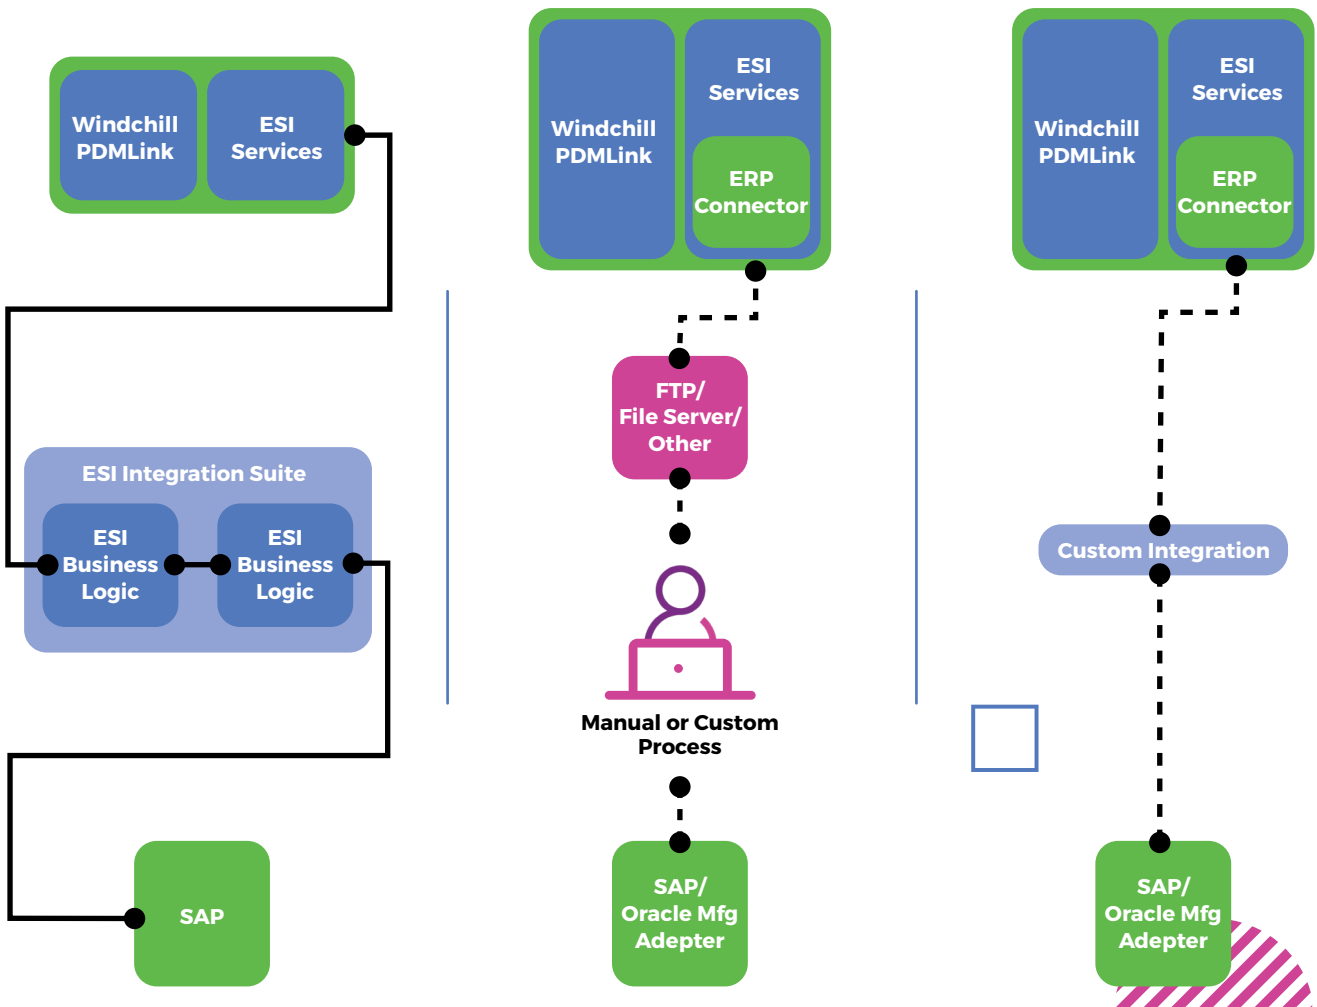 Windchill
PDMLink
ESI
Services
ESI Integration Suite
ESI
Business
Logic
ESI
Business
Logic
SAP
Windchill
PDMLink
ESI
Services
ERP
Connector
FTP/
File Server/
Other
Manual or Custom
Process
SAP/
Oracle Mfg
Adepter
Windchill
PDMLink
ESI
Services
ERP
Connector
Custom Integration
SAP/
Oracle Mfg
Adepter